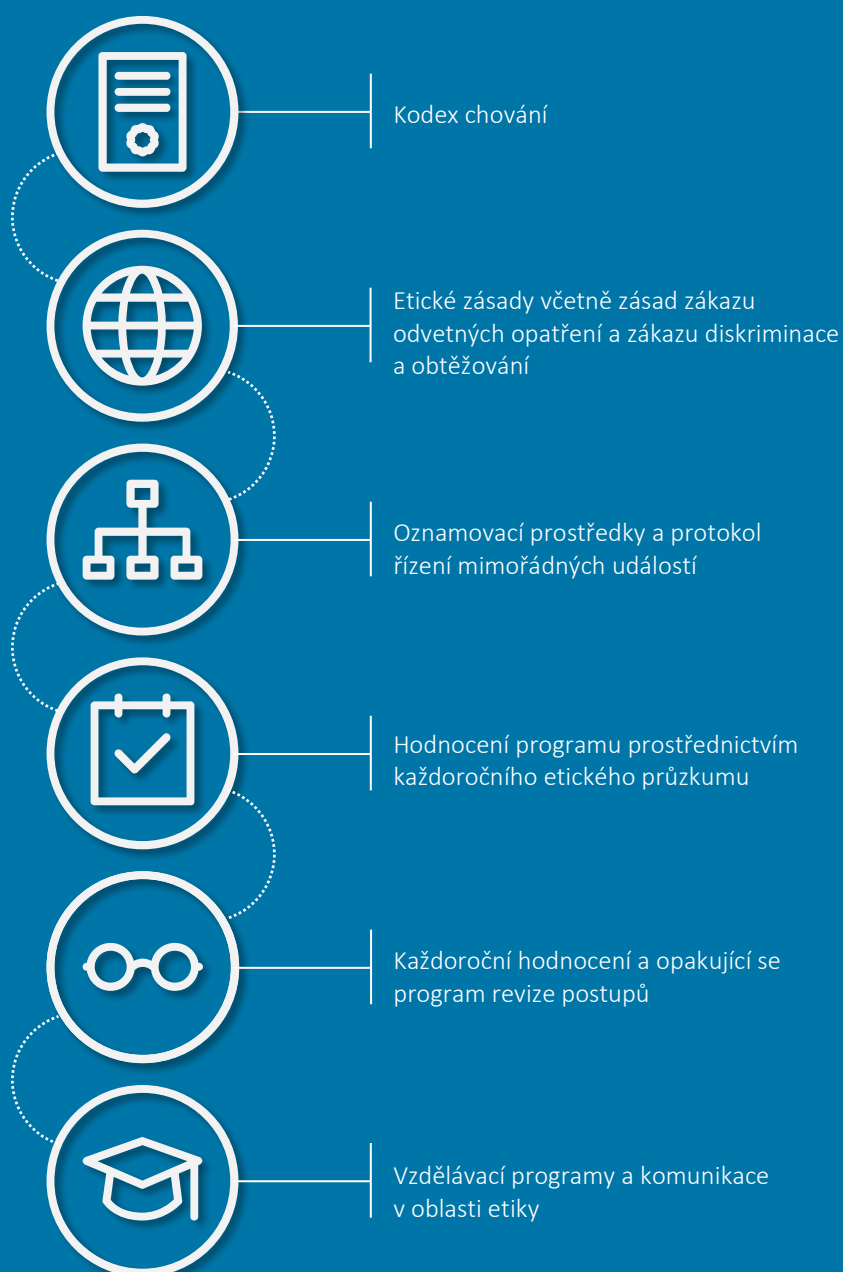 Kodex chování
Etické zásady včetně zásad zákazu
odvetných opatření a zákazu diskriminace
a obtěžování
Oznamovací prostředky a protokol
řízení mimořádných událostí
Hodnocení programu prostřednictvím
každoročního etického průzkumu
Každoroční hodnocení a opakující se
program revize postupů
Vzdělávací programy a komunikace
v oblasti etiky